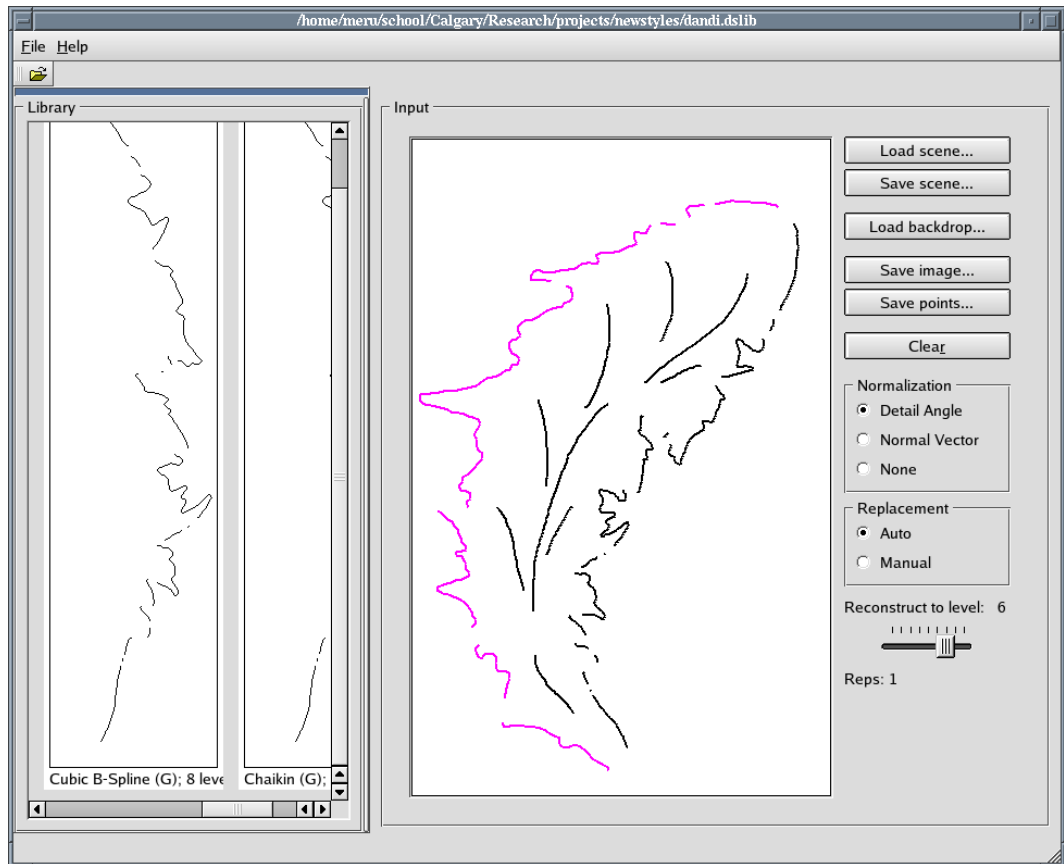 /home/meru/school/Calgary/Research/projects/newstyles/dandi.dslib
File Help
Library
Input
Cubic B-Spline (G); 8 leve
Chaikin (G);
Load scene...
Save scene...
Load backdrop...
Save image...
Save points...
Clear
Normalization
Detail Angle
Normal Vector
None
Replacement
Auto
Manual
Reconstruct to level: 6
Reps: 1